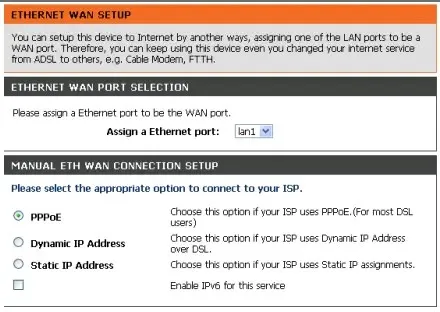 ETHERNET WAN SETUP
You can setup this device to Internet by another ways, assigning one of the LAN ports to be a
WAN port. Therefore, you can keep using this device even you changed your internet service
from ADSL to others, e.g. Cable Modem, FTTH.
ETHERNET WAN PORT SELECTION
Please assign a Ethernet port to be the WAN port.
Assign a Ethernet port: lan1
MANUAL ETH WAN CONNECTION SETUP
Please select the appropriate option to connect to your ISP.
PPPoE Choose this option if your ISP uses PPPoE.(For most DSL
users)
Dynamic IP Address Choose this option if your ISP uses Dynamic IP Address
over DSL.
Static IP Address Choose this option if your ISP uses Static IP assignments.
Enable IPv6 for this service